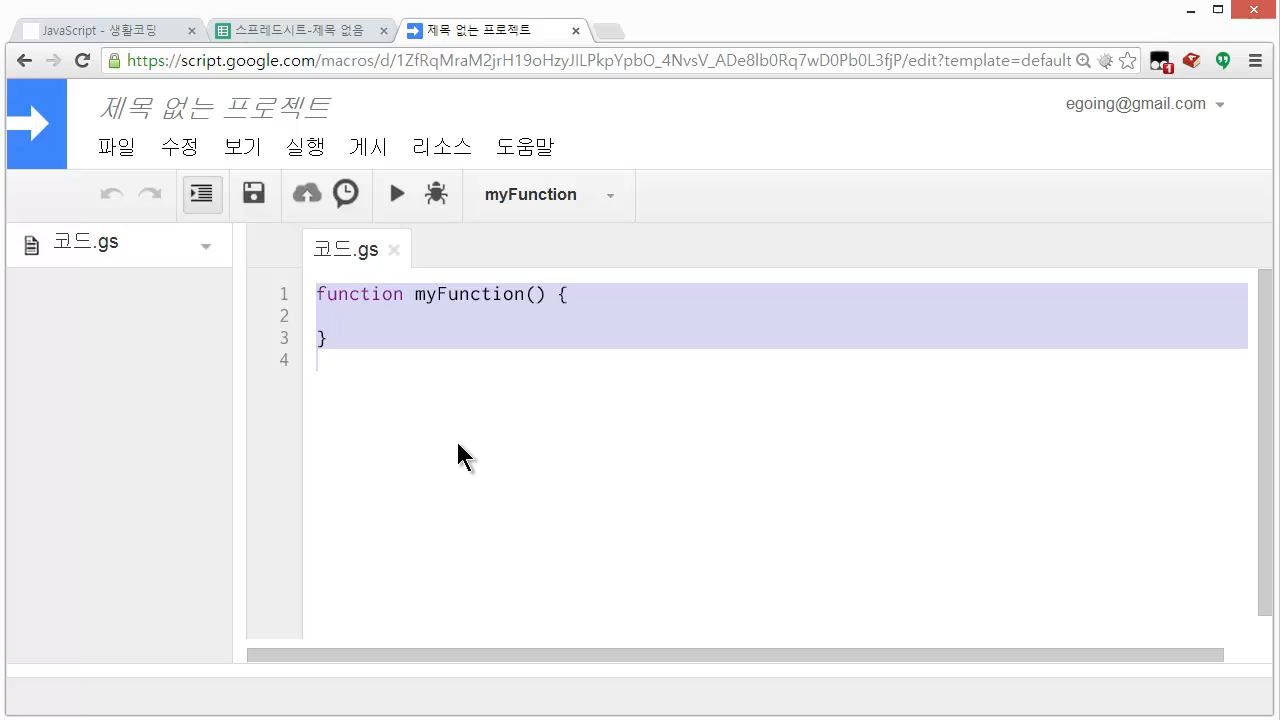 JavaScript - 생활코딩
스프레드시트-제목 없음
제목 없는 프로젝트
https://script.google.com/macros/d/1ZfRqMraM2jrH19oHzyJILPkpYpbO_4NvsV_ADe8lb0Rq7wD0Pb0L3fjP/edit?template=default
1
제목 없는 프로젝트
egoing@gmail.com
파일 수정 보기 실행 게시 리소스 도움말
myFunction
코드.gs
코드.gs
1 function myFunction() {
2
3 }
4